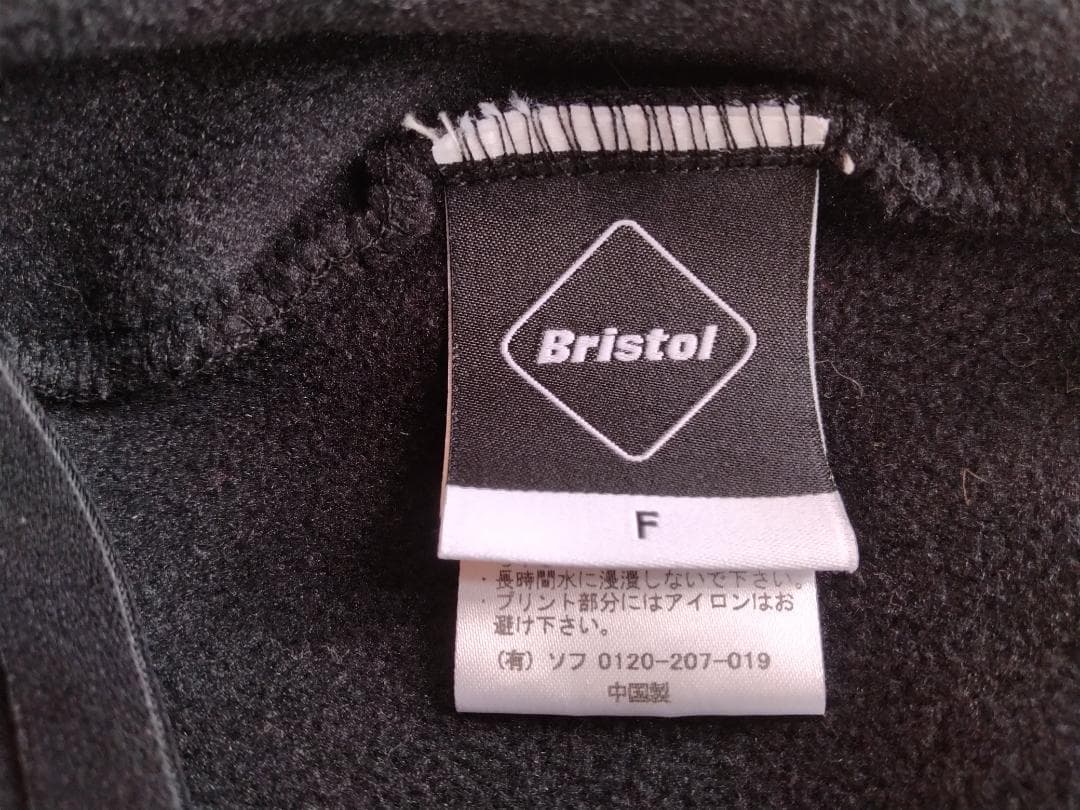 Bristol
F
・長時間水に浸漬しないで下さい。
・プリント部分にはアイロンはお
避け下さい。
(有) ソフ 0120-207-019
中国製